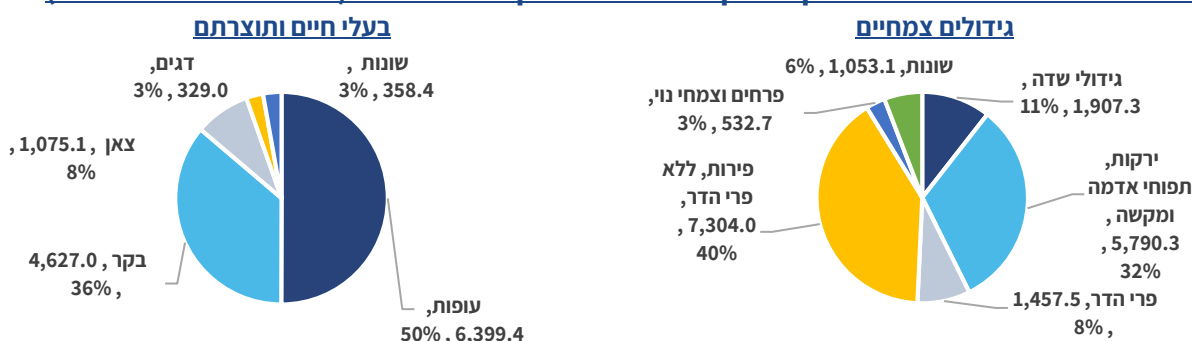 גידולים צמחיים
גידולי שדה ,
1,907.3 , 11%
ירקות,
תפוחי אדמה
ומקשה ,
5,790.3 ,
32%
פרי הדר, 1,457.5
, 8%
פירות, ללא
פרי הדר,
7,304.0 ,
40%
פרחים וצמחי נוי,
532.7 , 3%
שונות, 1,053.1 , 6%
בעלי חיים ותוצרתם
עופות,
6,399.4 , 50%
בקר , 4,627.0
, 36%
צאן , 1,075.1 ,
8%
דגים,
329.0 , 3%
שונות ,
358.4 , 3%